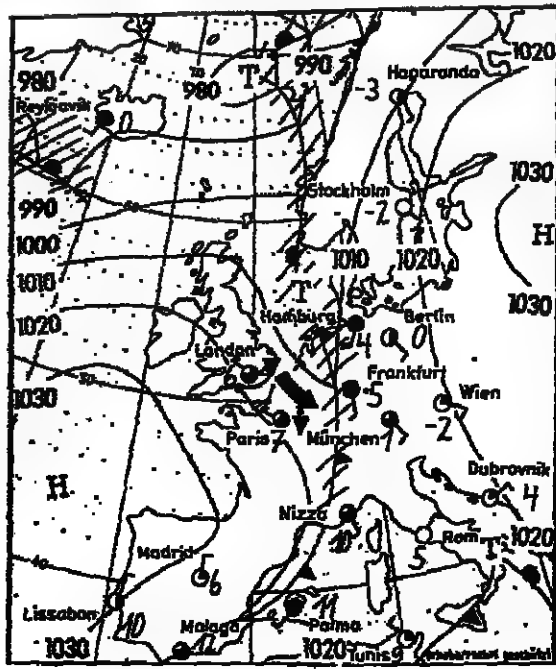 1020
T
990
980
980
Haparanda
-3
Reykjavik
0
1030
Stockholm
-2
990
H
1000
1010
1020
1010
T
1030
1020
Hamburg
Berlin
4
0
London
Frankfurt
1030
-5
Wien
-2
Paris 7
München
1
H
Dubrovnik
4
Nizza
10
Rom
T
1020
5
Madrid
6
Lissabon
10
11
Malaga
Palma
12
1030
1020
Tunis